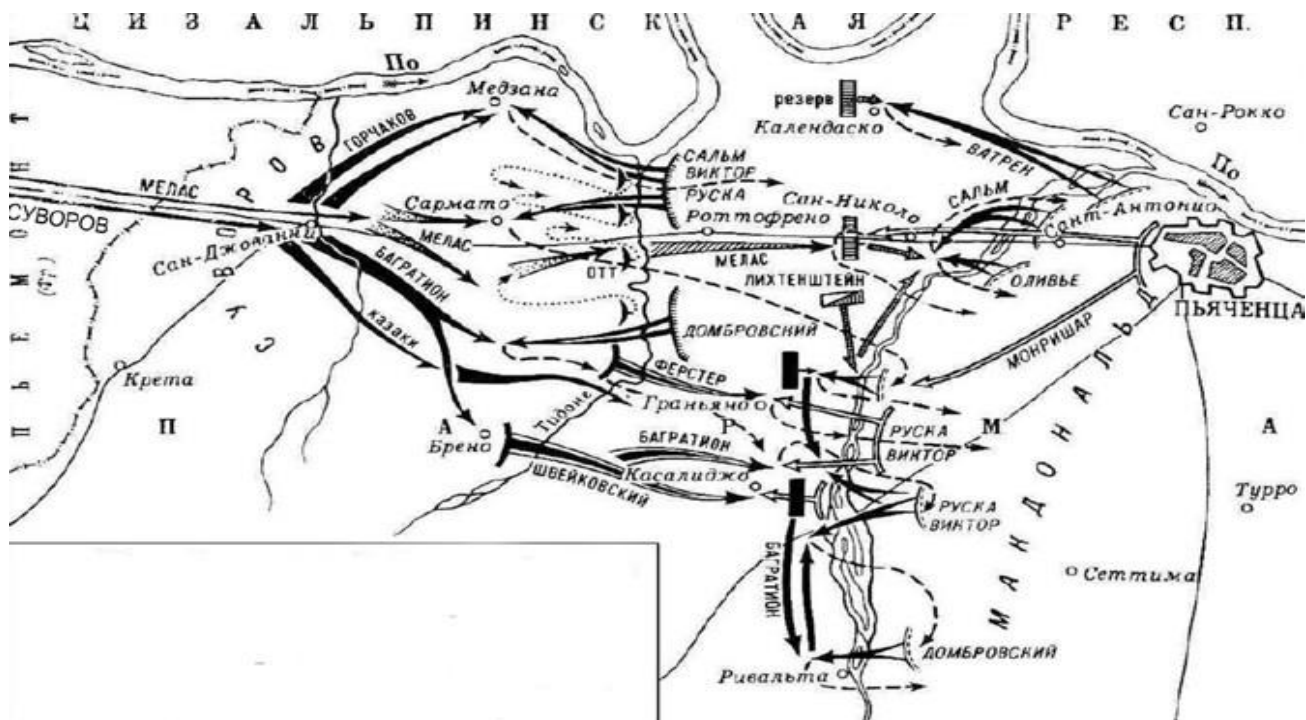 ЦИЗАЛЬПИНСКАЯ РЕСП.
По
Медзана
резерв
Календаско
Сан-Рокко
ГОРЧАКОВ
ВАТРЕН
По
САЛЬМ
ВИКТОР
РУСКА
МЕЛАС
СУВОРОВ
Сармато
Роттофрено
Сан-Николо
САЛЬМ
Сант-Антонио
Сан-Джованни
МЕЛАС
МЕЛАС
ОТТ
ЛИХТЕНШТЕЙН
ОЛИВЬЕ
ПЬЯЧЕНЦА
БАГРАТИОН
казаки
ДОМБРОВСКИЙ
МОНРИШАР
ПЬЕМОНТ
СУВОРОВ
Крета
ФЕРСТЕР
Граньяно
Тидоне
ПАРМА
РУСКА
ВИКТОР
Брено
БАГРАТИОН
Касалиджо
ШВЕЙКОВСКИЙ
РУСКА
ВИКТОР
Турро
БАГРАТИОН
МАКДОНАЛЬД
Сеттима
ДОМБРОВСКИЙ
Ривальта